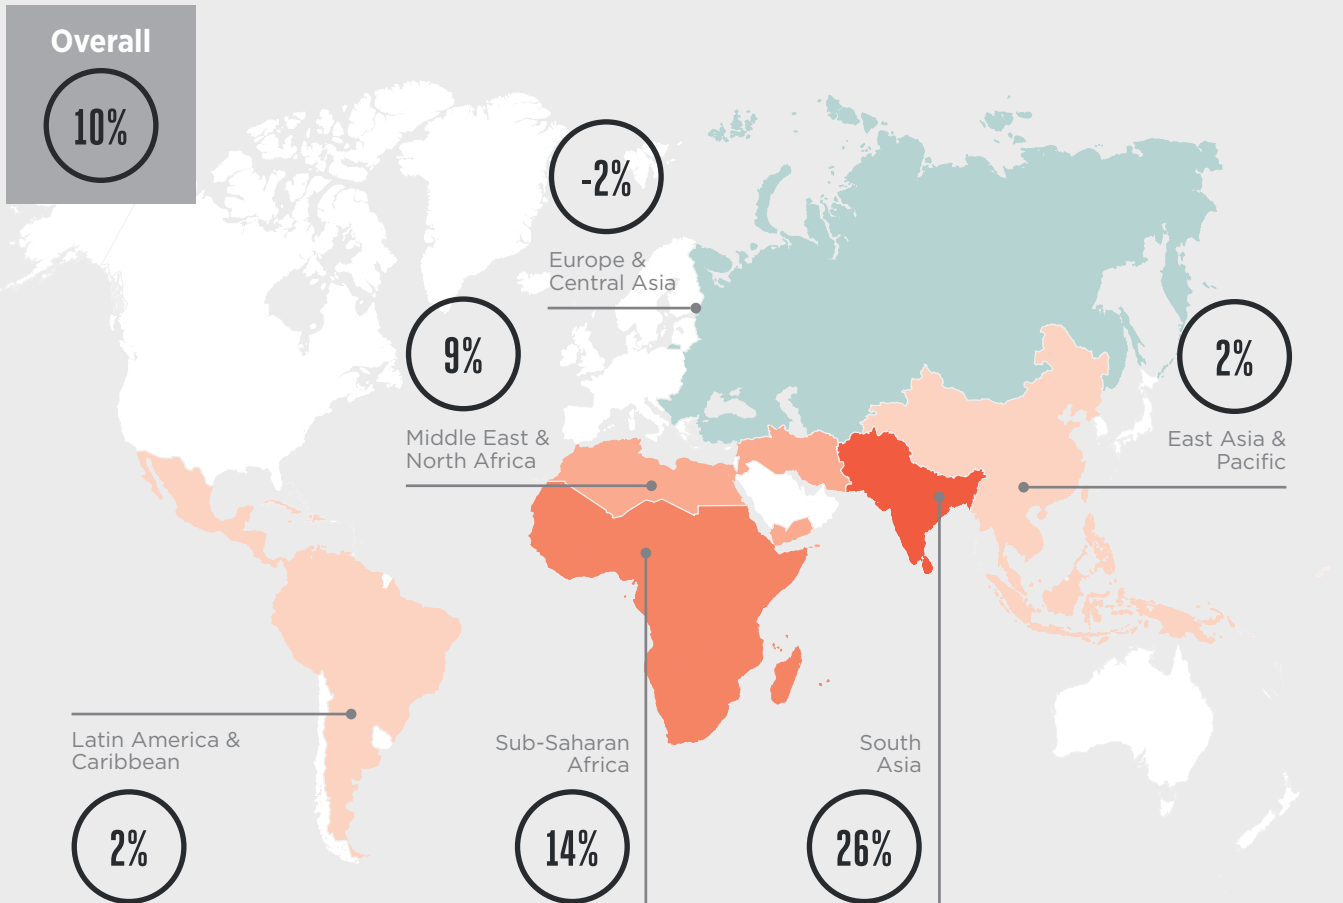 Overall
10%
-2%
Europe &
Central Asia
9%
Middle East &
North Africa
2%
East Asia &
Pacific
Latin America &
Caribbean
2%
Sub-Saharan
Africa
14%
South
Asia
26%